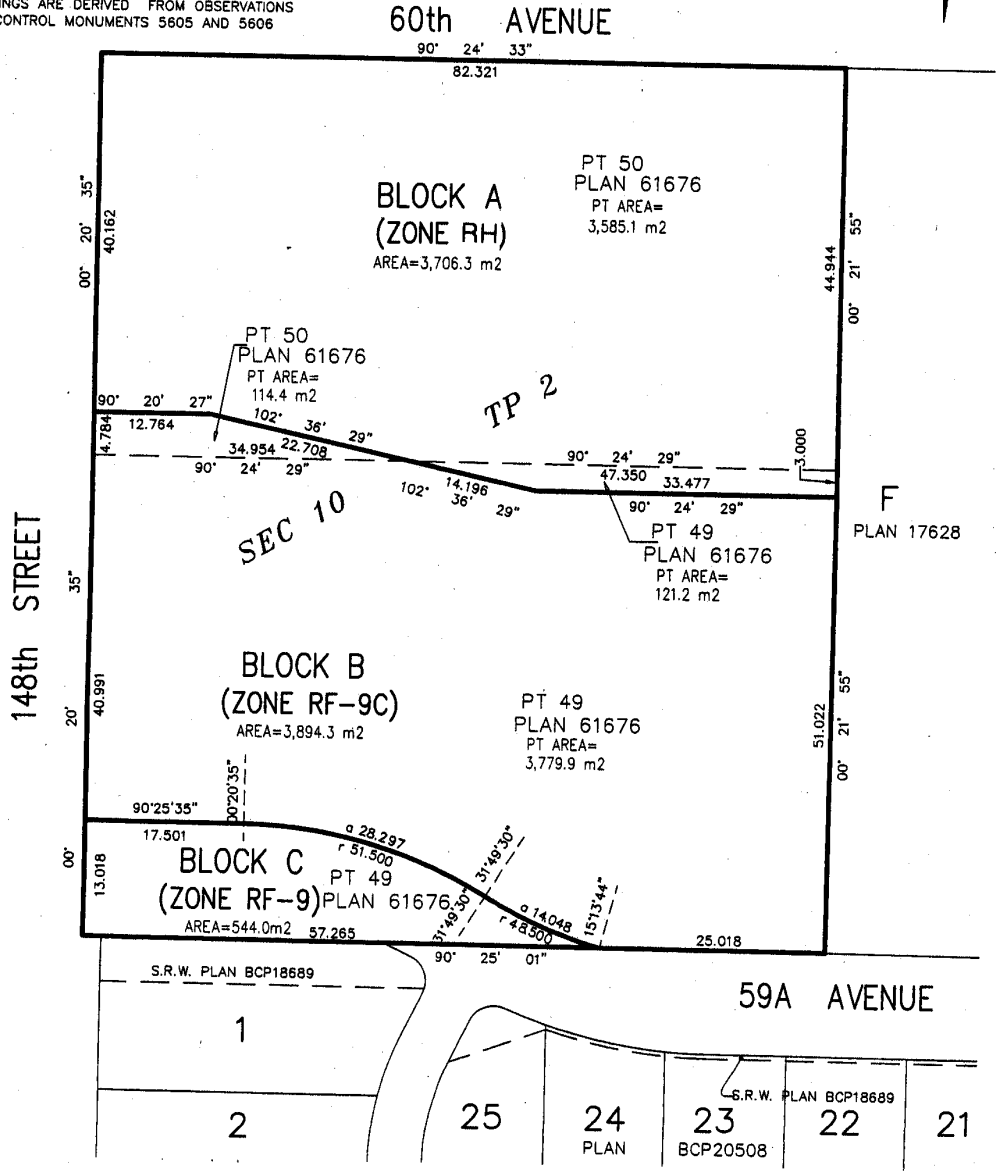 INGS ARE DERIVED FROM OBSERVATIONS
CONTROL MONUMENTS 5605 AND 5606
60th AVENUE
90° 24' 33"
82.321
PT 50
PLAN 61676
PT AREA=
3,585.1 m2
BLOCK A
(ZONE RH)
AREA=3,706.3 m2
00° 20' 35"
40.162
44.944
00° 21' 55"
PT 50
PLAN 61676
PT AREA=
114.4 m2
TP 2
90° 20' 27"
12.764
4.784
102° 36' 29"
22.708
34.954
90° 24' 29"
90° 24' 29"
47.350
3.000
14.196
102° 36' 29"
33.477
90° 24' 29"
SEC 10
F
PLAN 17628
PT 49
PLAN 61676
PT AREA=
121.2 m2
148th STREET
00° 20' 35"
40.991
BLOCK B
(ZONE RF-9C)
AREA=3,894.3 m2
PT 49
PLAN 61676
PT AREA=
3,779.9 m2
51.022
00° 21' 55"
00°20'35"
90°25'35"
17.501
a 28.297
r 51.500
31°49'30"
31°49'30"
a 14.048
r 48.500
15°13'44"
13.018
BLOCK C
(ZONE RF-9)
AREA=544.0m2
PT 49
PLAN 61676
57.265
90° 25' 01"
25.018
S.R.W. PLAN BCP18689
59A AVENUE
1
2
S.R.W. PLAN BCP18689
25
24
23
22
21
PLAN
BCP20508